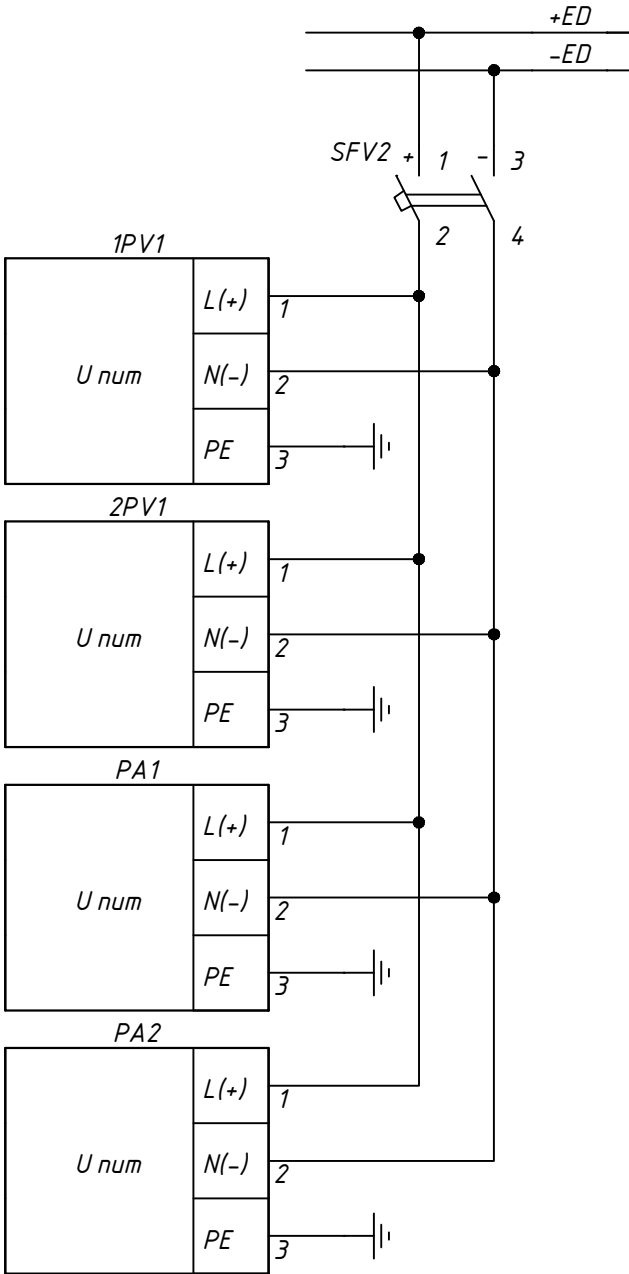 +ED
-ED
SFV2 + 1 - 3
2 4
1PV1
L(+) 1
U num N(-) 2
PE 3
2PV1
L(+) 1
U num N(-) 2
PE 3
PA1
L(+) 1
U num N(-) 2
PE 3
PA2
L(+) 1
U num N(-) 2
PE 3